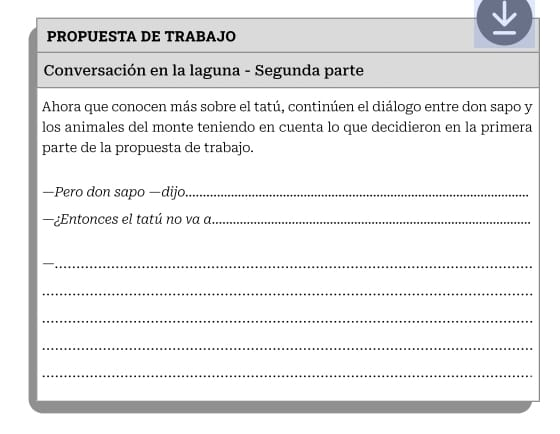 PROPUESTA DE TRABAJO
Conversación en la laguna - Segunda parte
Ahora que conocen más sobre el tatú, continúen el diálogo entre don sapo y
los animales del monte teniendo en cuenta lo que decidieron en la primera
parte de la propuesta de trabajo.
—Pero don sapo —dijo....................................................................................................
—¿Entonces el tatú no va a............................................................................................
—....................................................................................................................
....................................................................................................................
....................................................................................................................
....................................................................................................................
....................................................................................................................